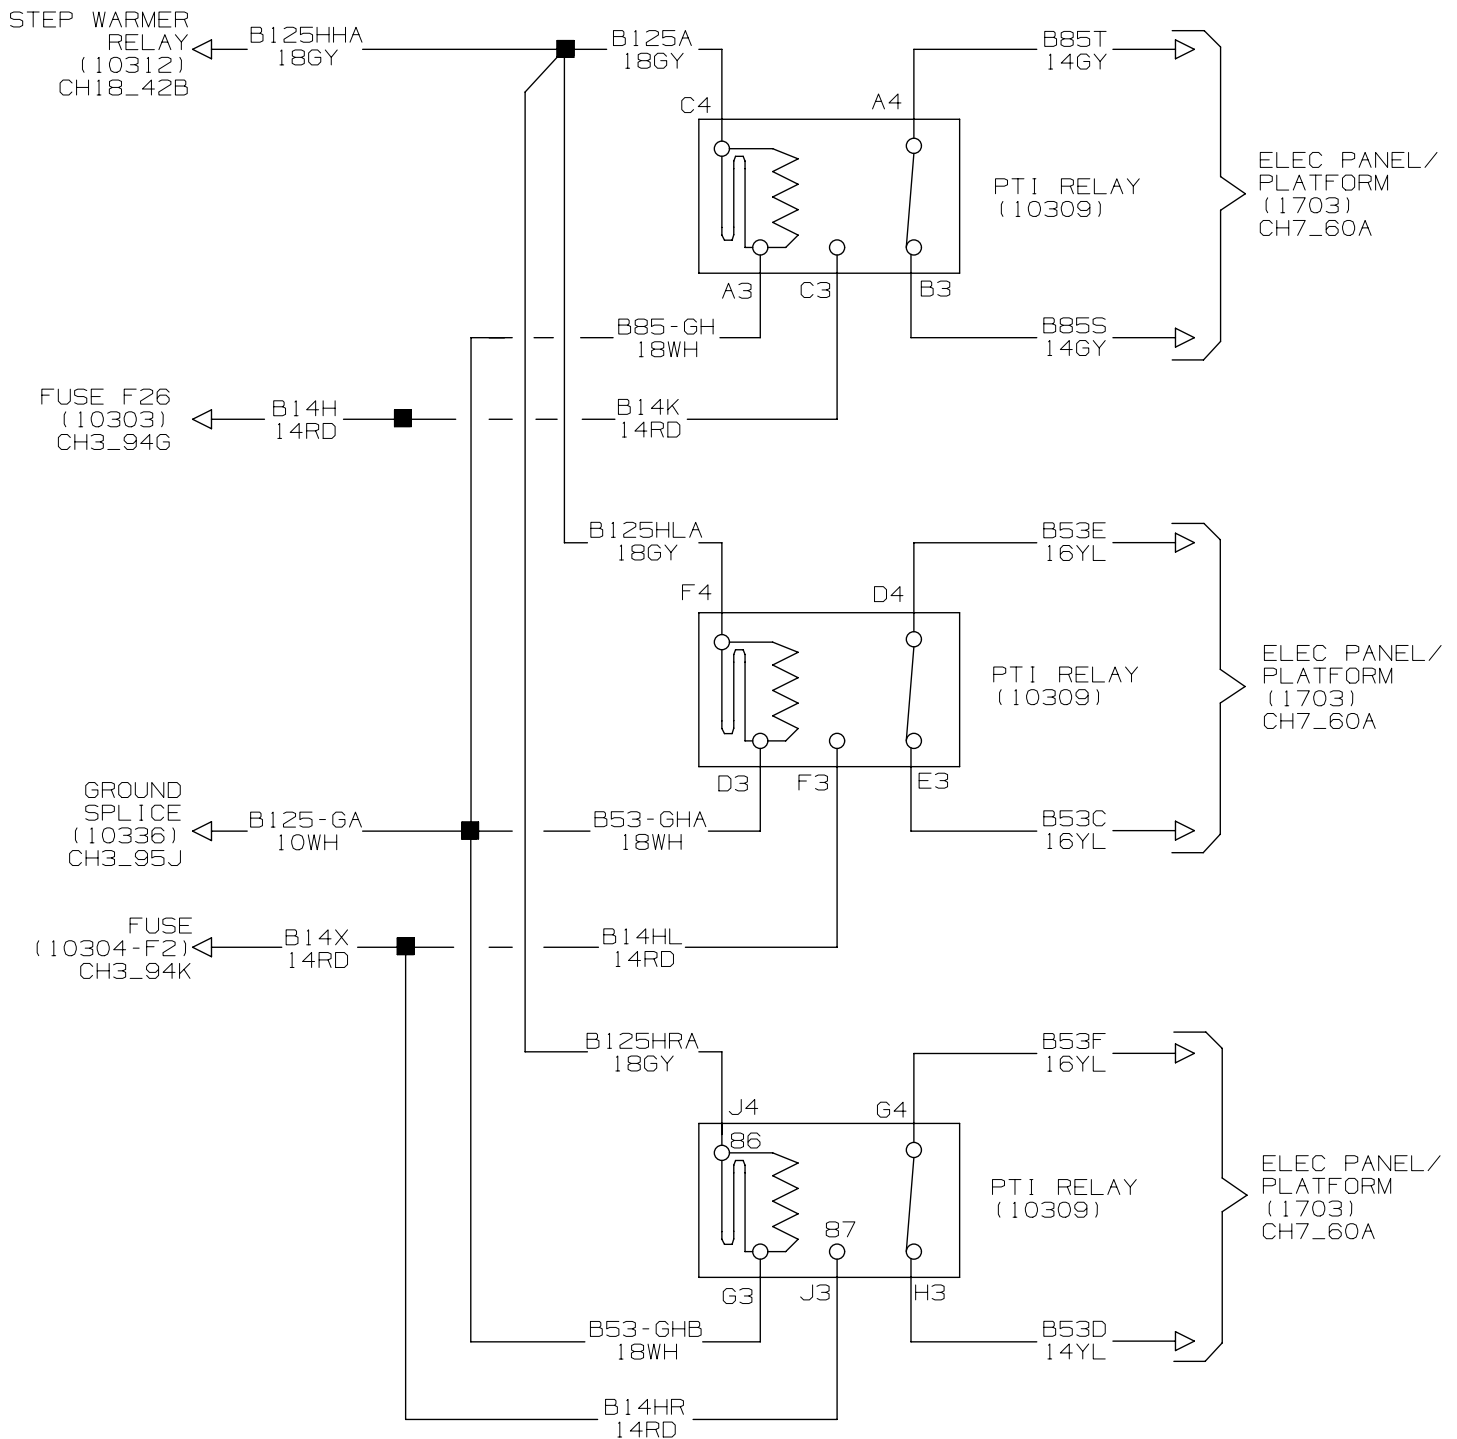 STEP WARMER
RELAY
(10312)
CH18_42B
B125HHA
18GY
B125A
18GY
B85T
14GY
C4
A4
PTI RELAY
(10309)
ELEC PANEL/
PLATFORM
(1703)
CH7_60A
A3
C3
B3
B85-GH
18WH
B85S
14GY
FUSE F26
(10303)
CH3_94G
B14H
14RD
B14K
14RD
B125HLA
18GY
B53E
16YL
F4
D4
PTI RELAY
(10309)
ELEC PANEL/
PLATFORM
(1703)
CH7_60A
D3
F3
E3
GROUND
SPLICE
(10336)
CH3_95J
B125-GA
10WH
B53-GHA
18WH
B53C
16YL
FUSE
(10304-F2)
CH3_94K
B14X
14RD
B14HL
14RD
B125HRA
18GY
B53F
16YL
J4
G4
86
PTI RELAY
(10309)
ELEC PANEL/
PLATFORM
(1703)
CH7_60A
87
G3
J3
H3
B53-GHB
18WH
B53D
14YL
B14HR
14RD